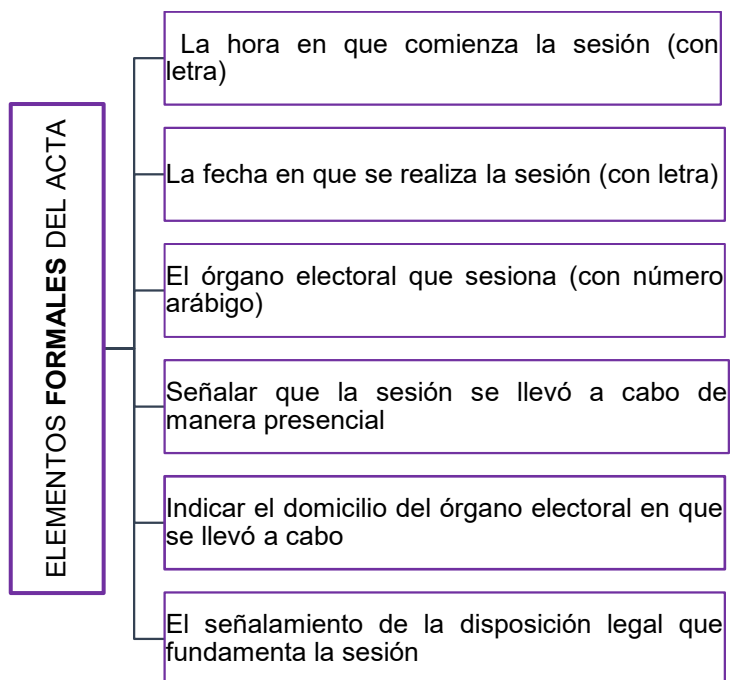 ELEMENTOS FORMALES DEL ACTA
La hora en que comienza la sesión (con
letra)
La fecha en que se realiza la sesión (con letra)
El órgano electoral que sesiona (con número
arábigo)
Señalar que la sesión se llevó a cabo de
manera presencial
Indicar el domicilio del órgano electoral en que
se llevó a cabo
El señalamiento de la disposición legal que
fundamenta la sesión